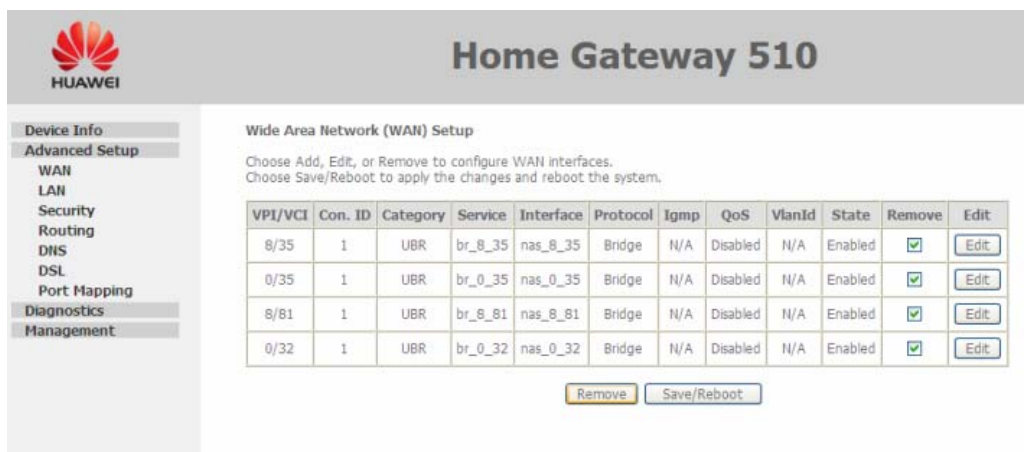 HUAWEI
Home Gateway 510
Device Info
Advanced Setup
WAN
LAN
Security
Routing
DNS
DSL
Port Mapping
Diagnostics
Management
Wide Area Network (WAN) Setup
Choose Add, Edit, or Remove to configure WAN interfaces.
Choose Save/Reboot to apply the changes and reboot the system.
VPI/VCI Con. ID Category Service Interface Protocol Igmp QoS VlanId State Remove Edit
8/35 1 UBR br_8_35 nas_8_35 Bridge N/A Disabled N/A Enabled Edit
0/35 1 UBR br_0_35 nas_0_35 Bridge N/A Disabled N/A Enabled Edit
8/81 1 UBR br_8_81 nas_8_81 Bridge N/A Disabled N/A Enabled Edit
0/32 1 UBR br_0_32 nas_0_32 Bridge N/A Disabled N/A Enabled Edit
Remove Save/Reboot